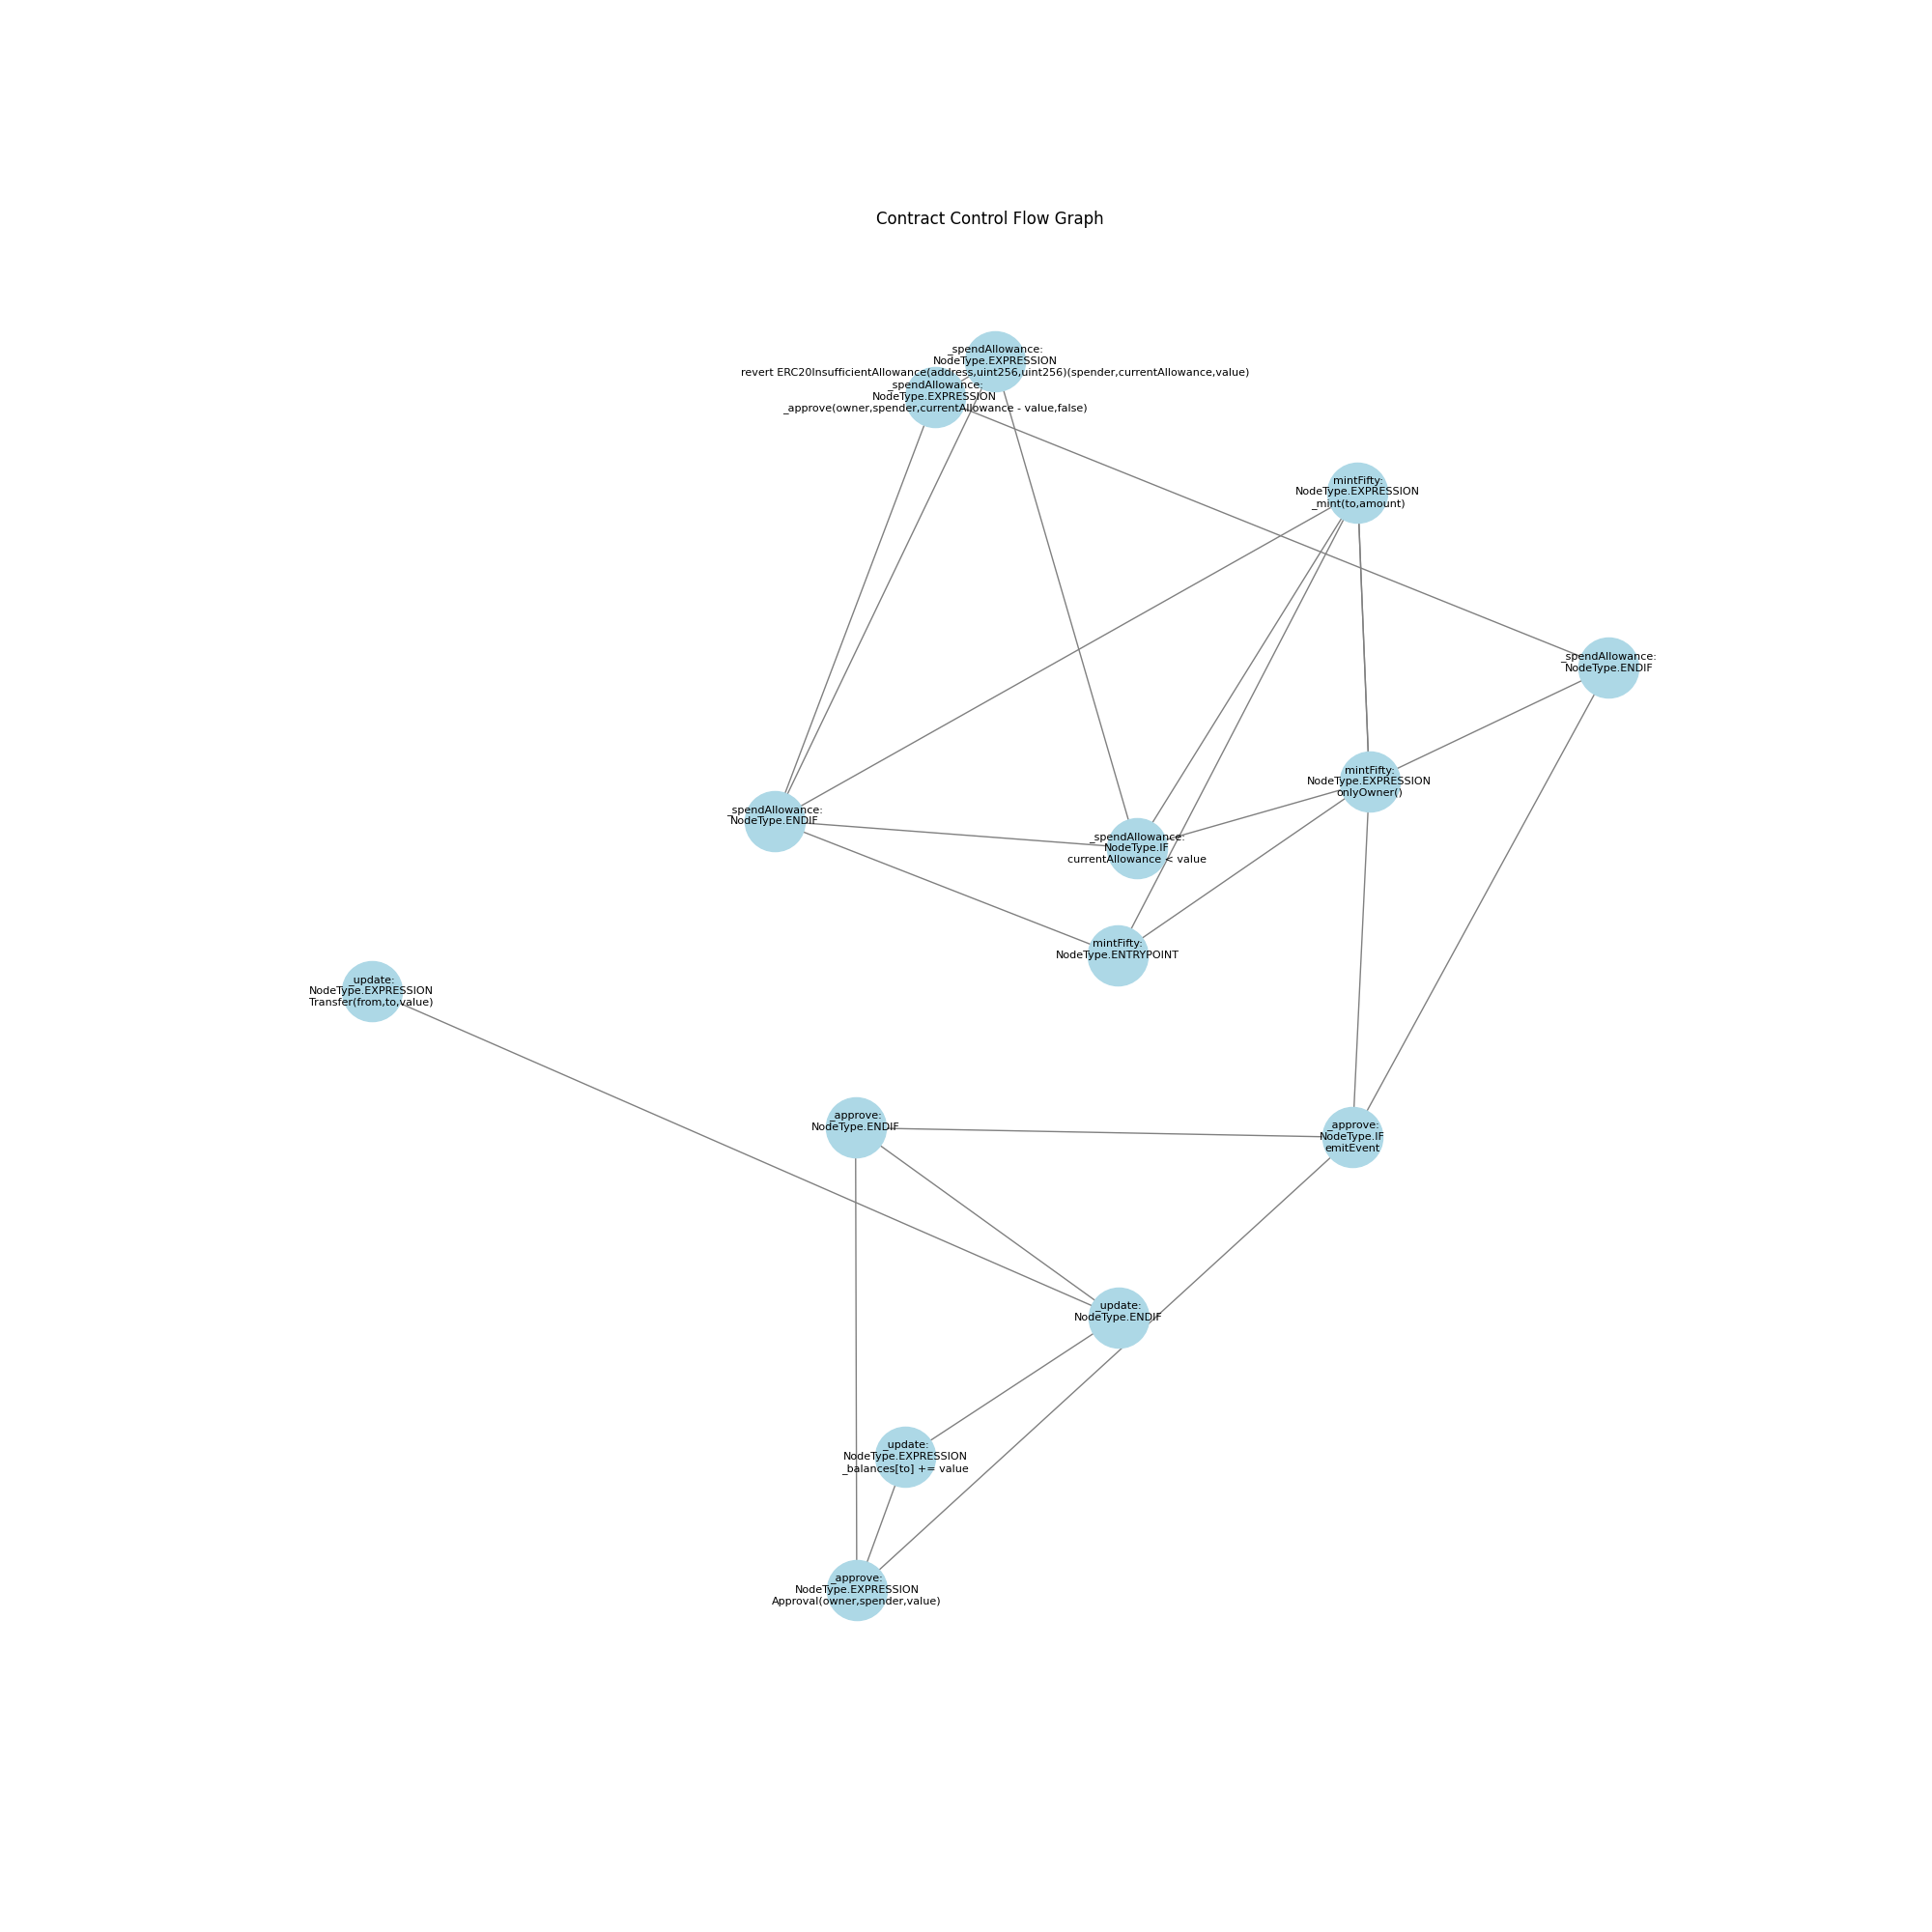 Contract Control Flow Graph
_spendAllowance:
NodeType.EXPRESSION
revert ERC20InsufficientAllowance(address,uint256,uint256)(spender,currentAllowance,value)
_spendAllowance:
NodeType.EXPRESSION
_approve(owner,spender,currentAllowance - value,false)
mintFifty:
NodeType.EXPRESSION
_mint(to,amount)
_spendAllowance:
NodeType.ENDIF
mintFifty:
NodeType.EXPRESSION
onlyOwner()
_spendAllowance:
NodeType.ENDIF
_spendAllowance:
NodeType.IF
currentAllowance < value
mintFifty:
NodeType.ENTRYPOINT
_update:
NodeType.EXPRESSION
Transfer(from,to,value)
_approve:
NodeType.ENDIF
_approve:
NodeType.IF
emitEvent
_update:
NodeType.ENDIF
_update:
NodeType.EXPRESSION
_balances[to] += value
_approve:
NodeType.EXPRESSION
Approval(owner,spender,value)